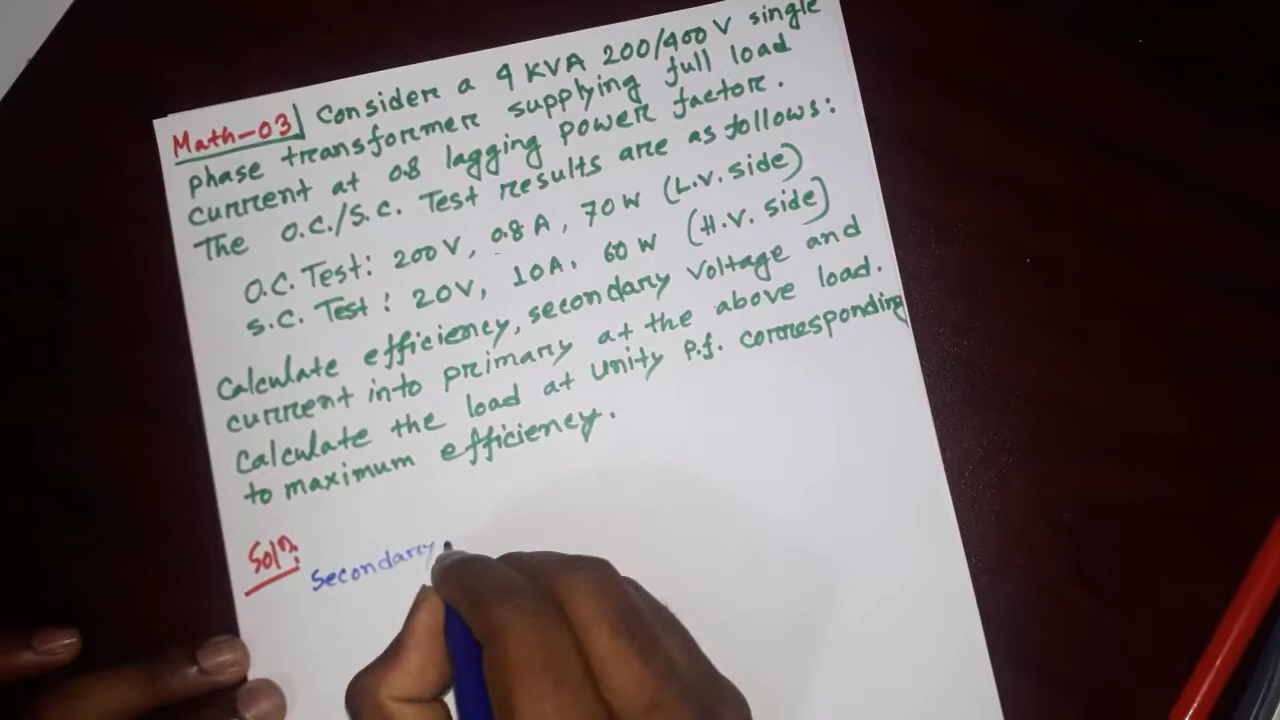 Math-03 Consider a 4 KVA 200/400 V single
phase transformer supplying full load
current at 0.8 lagging power factor.
The O.C./S.C. Test results are as follows:
O.C. Test: 200 V, 0.8 A, 70 W (L.V. side)
S.C. Test: 20 V, 10A, 60 W (H.V. side)
Calculate efficiency, secondary voltage and
current into primary at the above load.
Calculate the load at unity P.f. corresponding
to maximum efficiency.
Solⁿ: Secondary